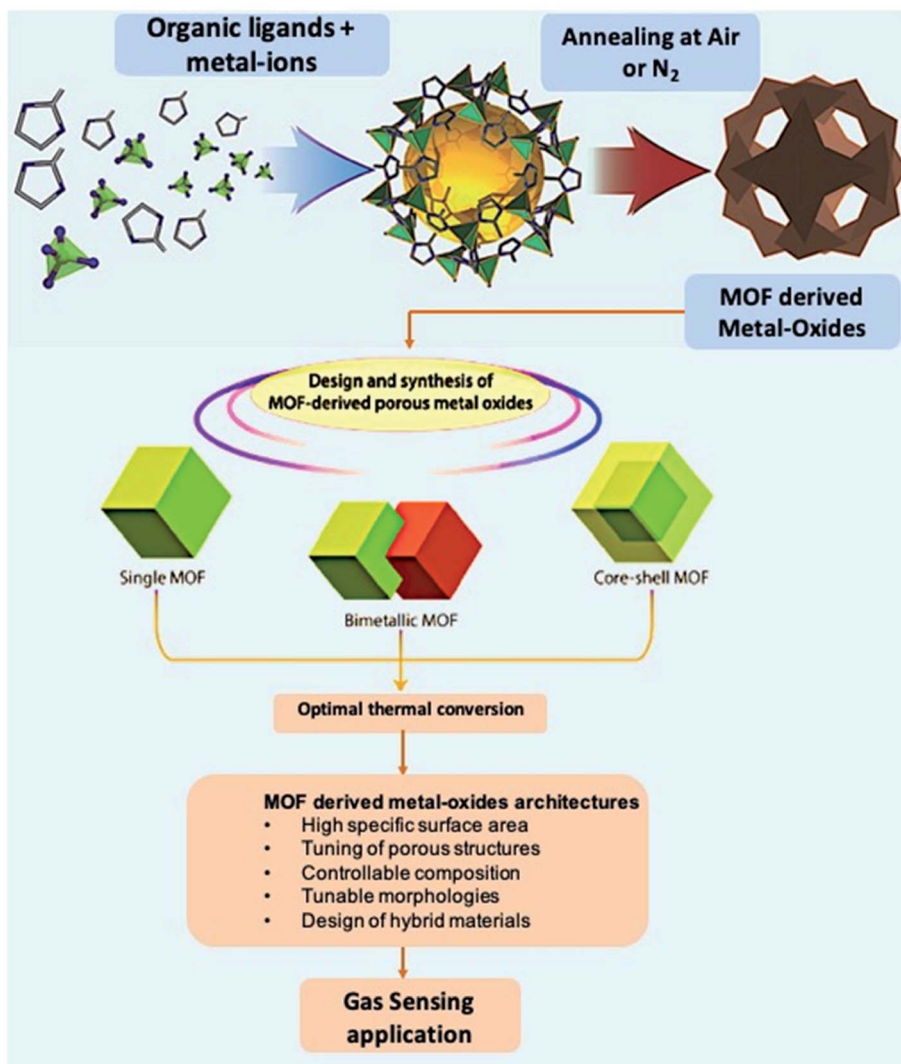 Organic ligands +
metal-ions
Annealing at Air
or N₂
MOF derived
Metal-Oxides
Design and synthesis of
MOF-derived porous metal oxides
Single MOF
Bimetallic MOF
Core-shell MOF
Optimal thermal conversion
MOF derived metal-oxides architectures
• High specific surface area
• Tuning of porous structures
• Controllable composition
• Tunable morphologies
• Design of hybrid materials
Gas Sensing
application